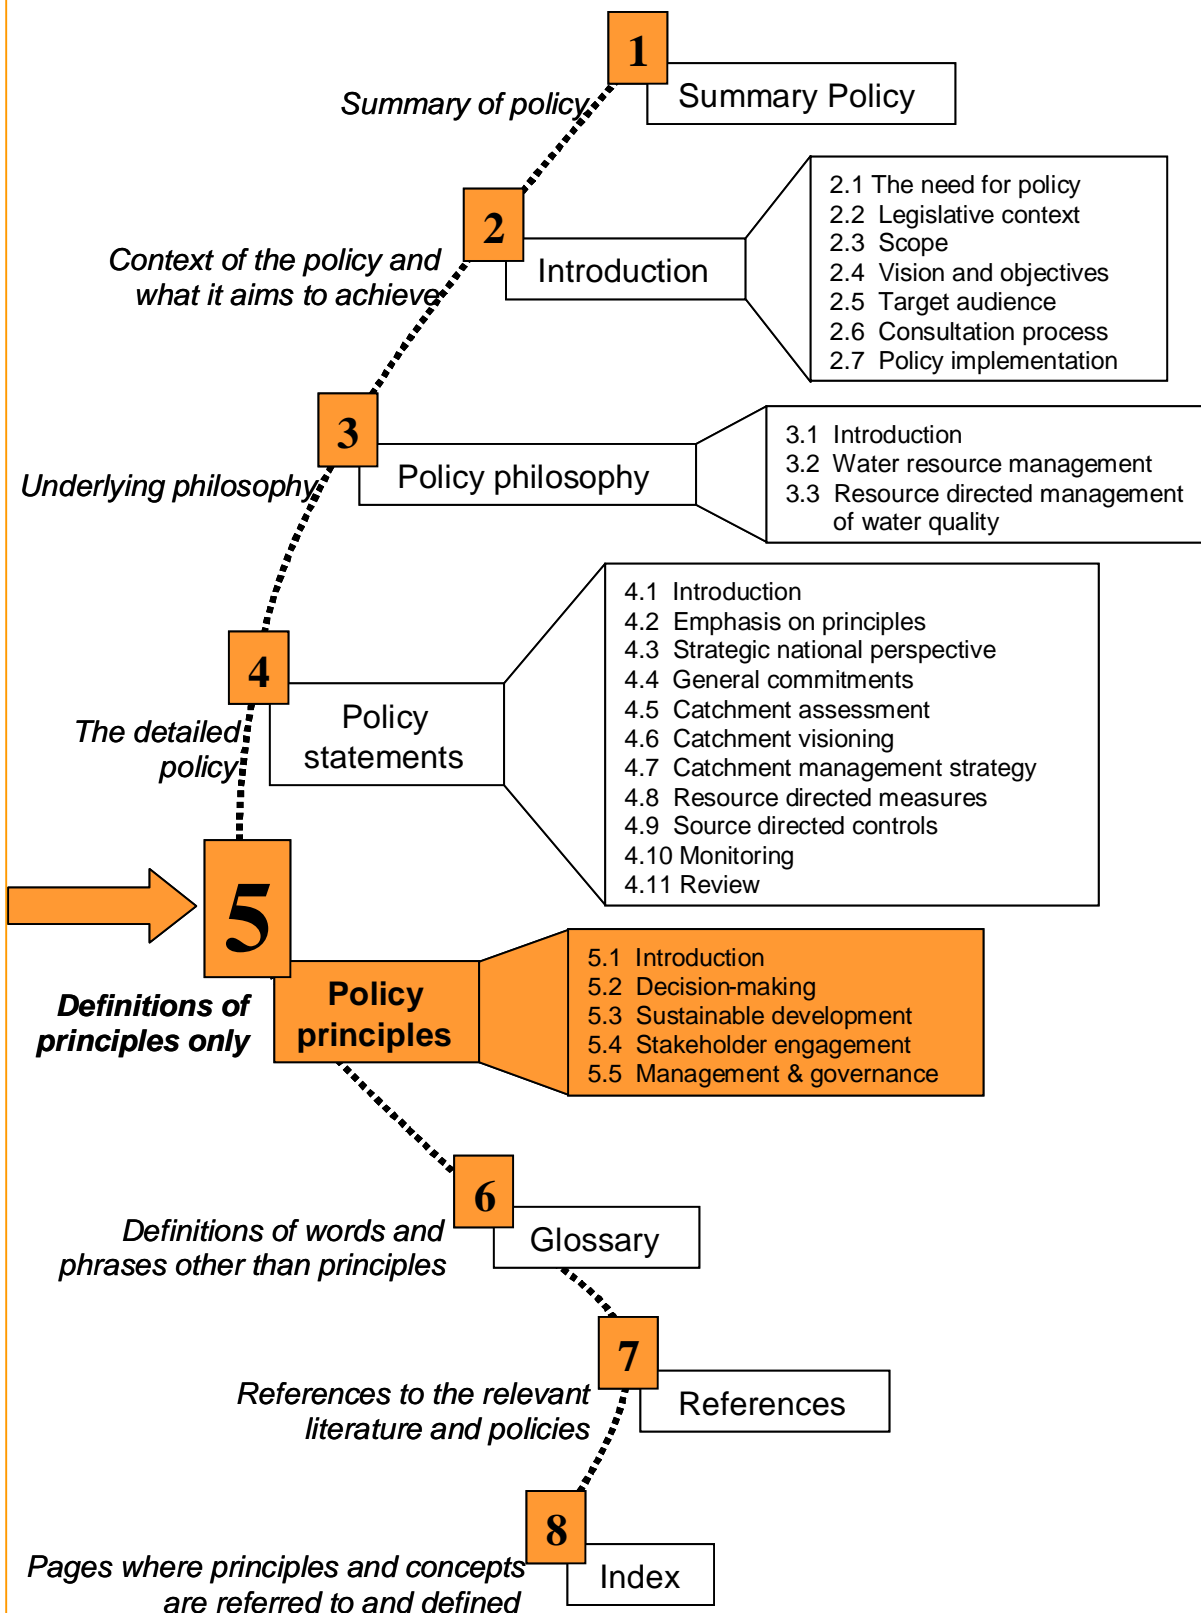 1
Summary Policy
Summary of policy
2
Introduction
Context of the policy and
what it aims to achieve
2.1 The need for policy
2.2 Legislative context
2.3 Scope
2.4 Vision and objectives
2.5 Target audience
2.6 Consultation process
2.7 Policy implementation
3
Policy philosophy
Underlying philosophy
3.1 Introduction
3.2 Water resource management
3.3 Resource directed management
of water quality
4
Policy
statements
The detailed
policy
4.1 Introduction
4.2 Emphasis on principles
4.3 Strategic national perspective
4.4 General commitments
4.5 Catchment assessment
4.6 Catchment visioning
4.7 Catchment management strategy
4.8 Resource directed measures
4.9 Source directed controls
4.10 Monitoring
4.11 Review
5
Policy
principles
Definitions of
principles only
5.1 Introduction
5.2 Decision-making
5.3 Sustainable development
5.4 Stakeholder engagement
5.5 Management & governance
6
Glossary
Definitions of words and
phrases other than principles
7
References
References to the relevant
literature and policies
8
Index
Pages where principles and concepts
are referred to and defined